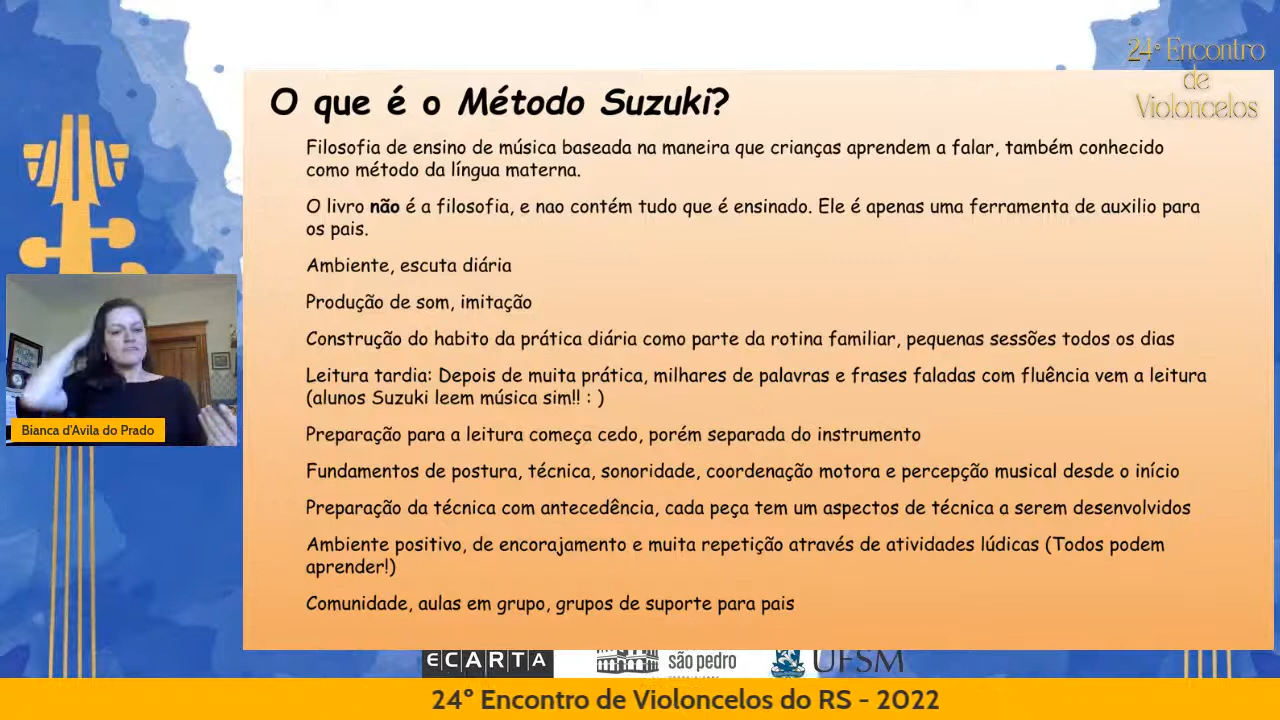 24º Encontro
de
Violoncelos
O que é o Método Suzuki?
Filosofia de ensino de música baseada na maneira que crianças aprendem a falar, também conhecido
como método da língua materna.
O livro não é a filosofia, e nao contém tudo que é ensinado. Ele é apenas uma ferramenta de auxilio para
os pais.
Ambiente, escuta diária
Produção de som, imitação
Construção do habito da prática diária como parte da rotina familiar, pequenas sessões todos os dias
Leitura tardia: Depois de muita prática, milhares de palavras e frases faladas com fluência vem a leitura
(alunos Suzuki leem música sim!! : )
Preparação para a leitura começa cedo, porém separada do instrumento
Fundamentos de postura, técnica, sonoridade, coordenação motora e percepção musical desde o início
Preparação da técnica com antecedência, cada peça tem um aspectos de técnica a serem desenvolvidos
Ambiente positivo, de encorajamento e muita repetição através de atividades lúdicas (Todos podem
aprender!)
Comunidade, aulas em grupo, grupos de suporte para pais
Bianca d'Avila do Prado
ECARTA
são pedro
UFSM
24º Encontro de Violoncelos do RS - 2022